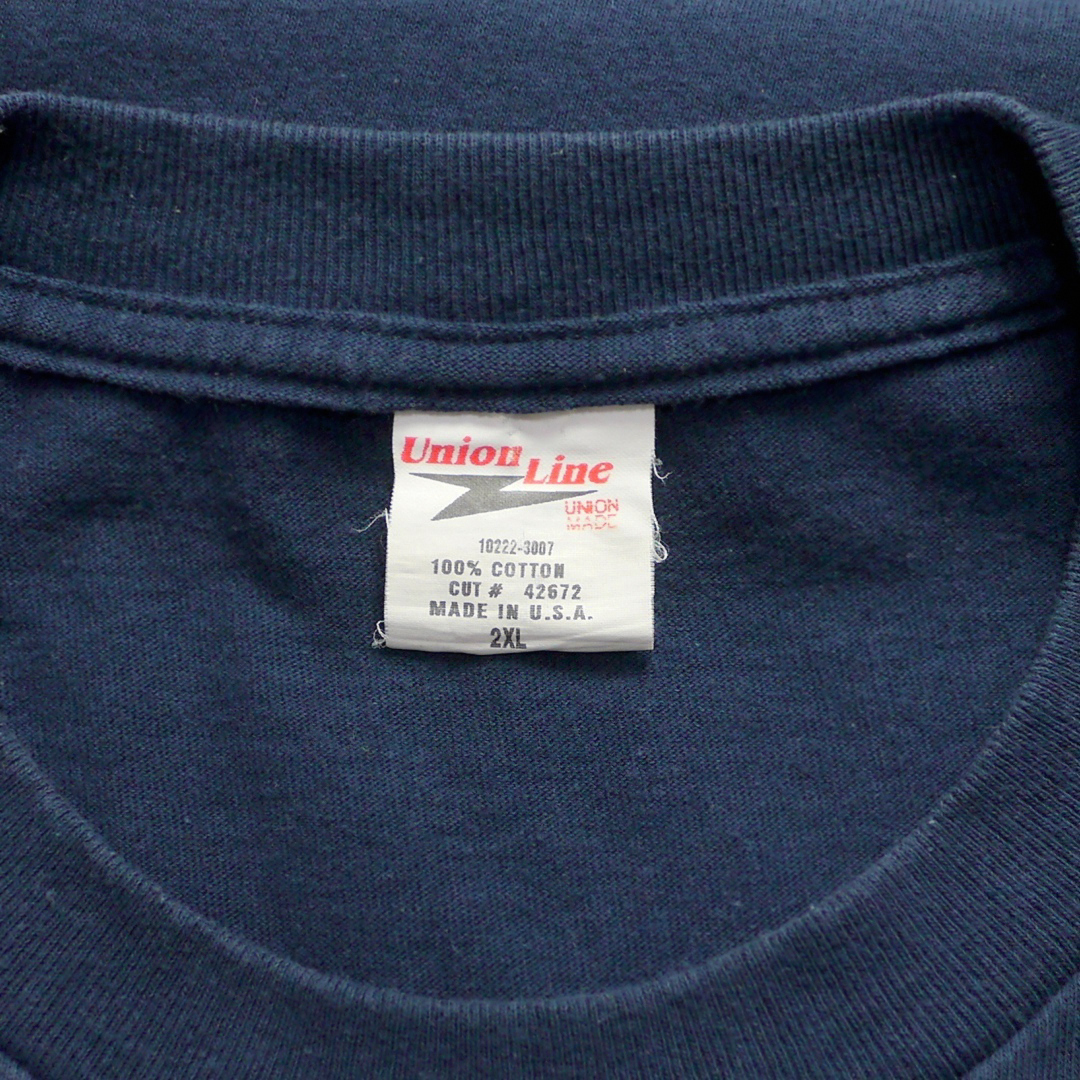 Union Line
UNION
MADE
10222-3007
100% COTTON
CUT # 42672
MADE IN U.S.A.
2XL